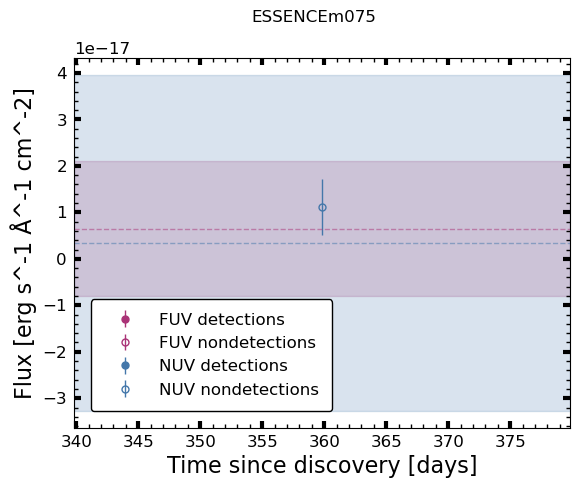 ESSENCEm075
1e−17
Flux [erg s^-1 Å^-1 cm^-2]
4
3
2
1
0
−1
−2
−3
FUV detections
FUV nondetections
NUV detections
NUV nondetections
340 345 350 355 360 365 370 375
Time since discovery [days]